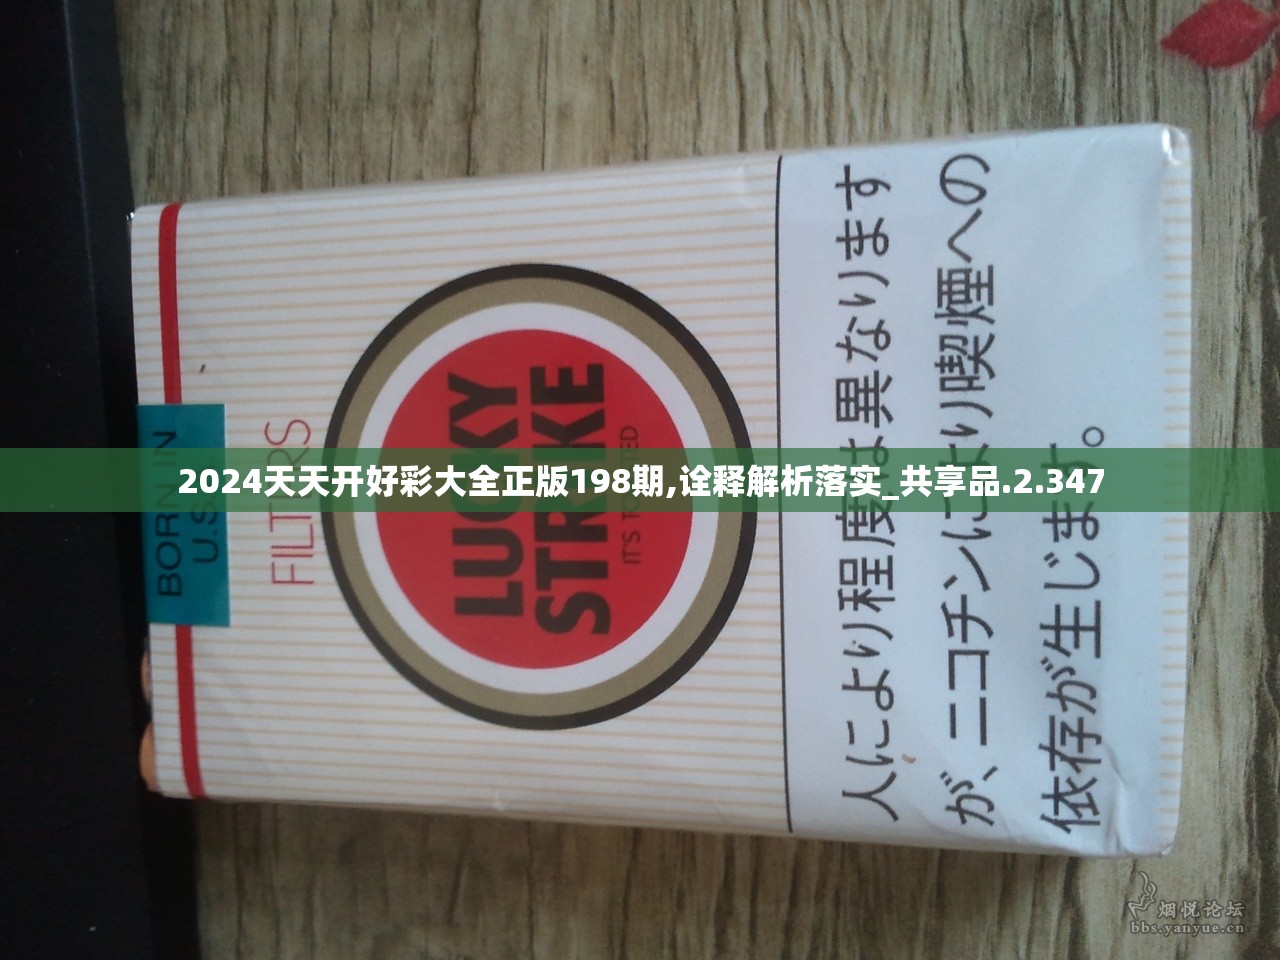 2024天天开好彩大全正版198期,诠释解析落实_共享品.2.347
BORN IN
FILTERS
LUCKY
STRIKE
IT'S
人により程度は異なります
が、ニコチンにより喫煙への
依存が生じます。
烟悦论坛
bbs.yanyue.cn